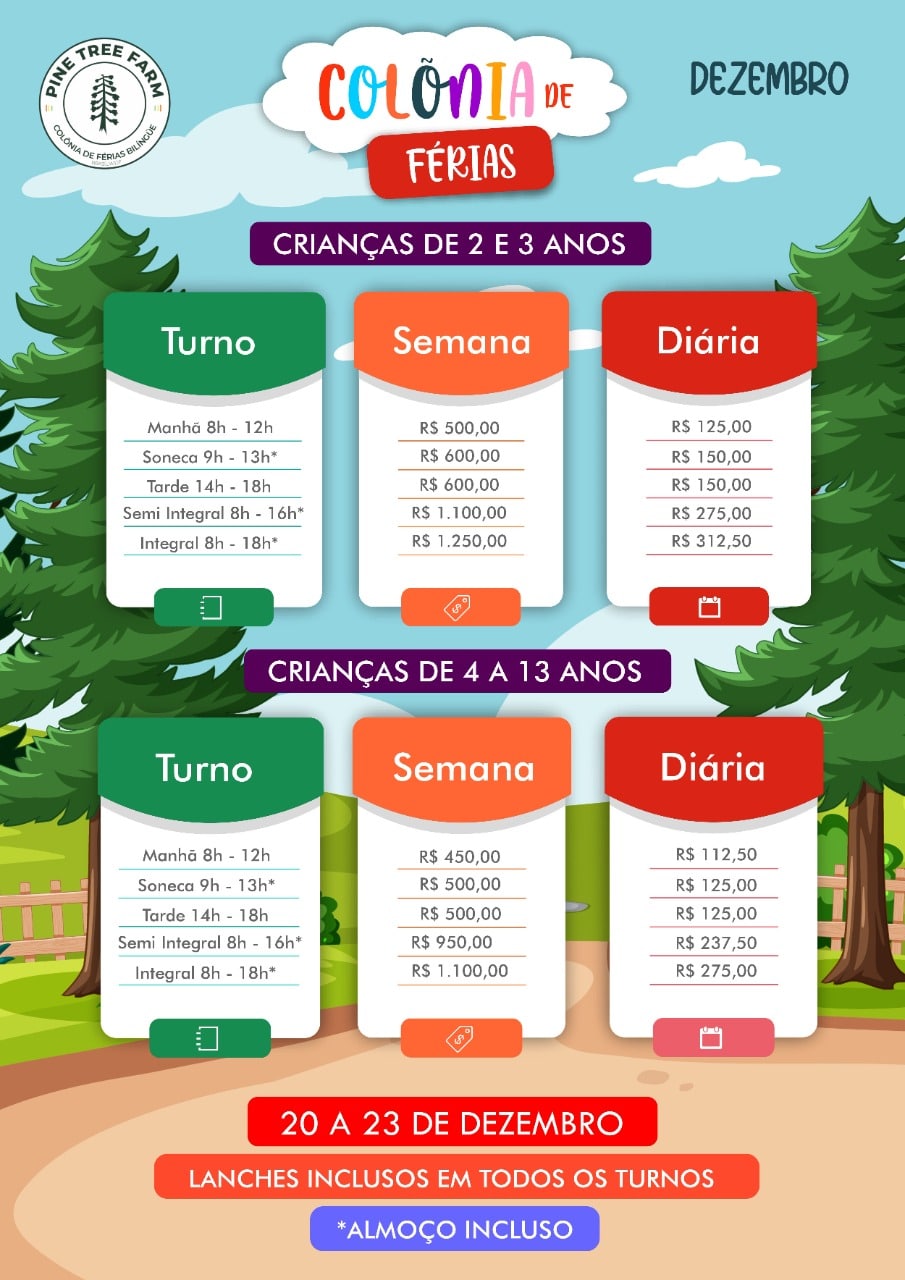 PINE TREE FARM
COLÔNIA DE FÉRIAS BILÍNGÜE
COLÔNIA DE
FÉRIAS
DEZEMBRO
CRIANÇAS DE 2 E 3 ANOS
Turno Semana Diária
Manhã 8h - 12h R$ 500,00 R$ 125,00
Soneca 9h - 13h* R$ 600,00 R$ 150,00
Tarde 14h - 18h R$ 600,00 R$ 150,00
Semi Integral 8h - 16h* R$ 1.100,00 R$ 275,00
Integral 8h - 18h* R$ 1.250,00 R$ 312,50
CRIANÇAS DE 4 A 13 ANOS
Turno Semana Diária
Manhã 8h - 12h R$ 450,00 R$ 112,50
Soneca 9h - 13h* R$ 500,00 R$ 125,00
Tarde 14h - 18h R$ 500,00 R$ 125,00
Semi Integral 8h - 16h* R$ 950,00 R$ 237,50
Integral 8h - 18h* R$ 1.100,00 R$ 275,00
20 A 23 DE DEZEMBRO
LANCHES INCLUSOS EM TODOS OS TURNOS
*ALMOÇO INCLUSO